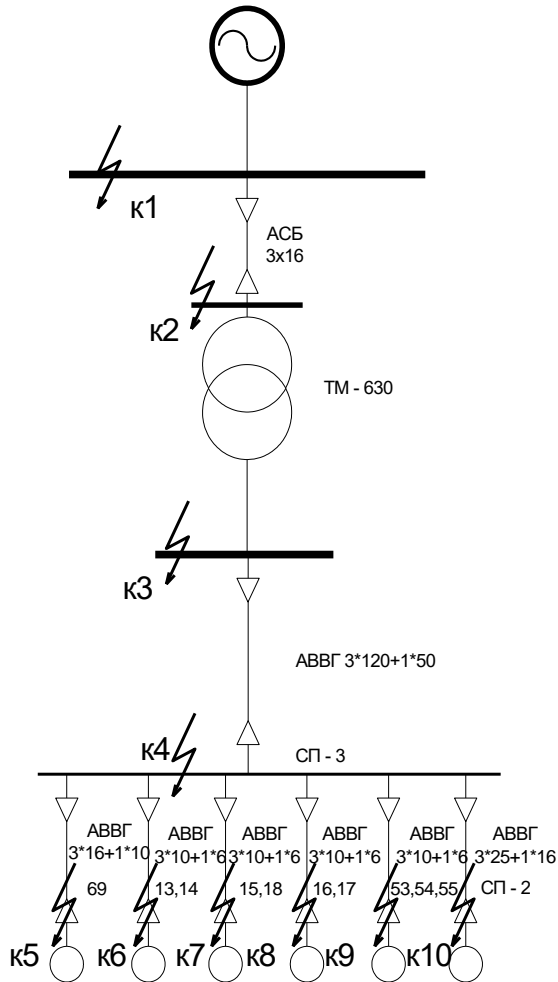 к1
АСБ
3х16
к2
ТМ - 630
к3
АВВГ 3*120+1*50
к4
СП - 3
АВВГ АВВГ АВВГ АВВГ АВВГ АВВГ
3*16+1*10 3*10+1*6 3*10+1*6 3*10+1*6 3*10+1*6 3*25+1*16
69 13,14 15,18 16,17 53,54,55 СП - 2
к5 к6 к7 к8 к9 к10